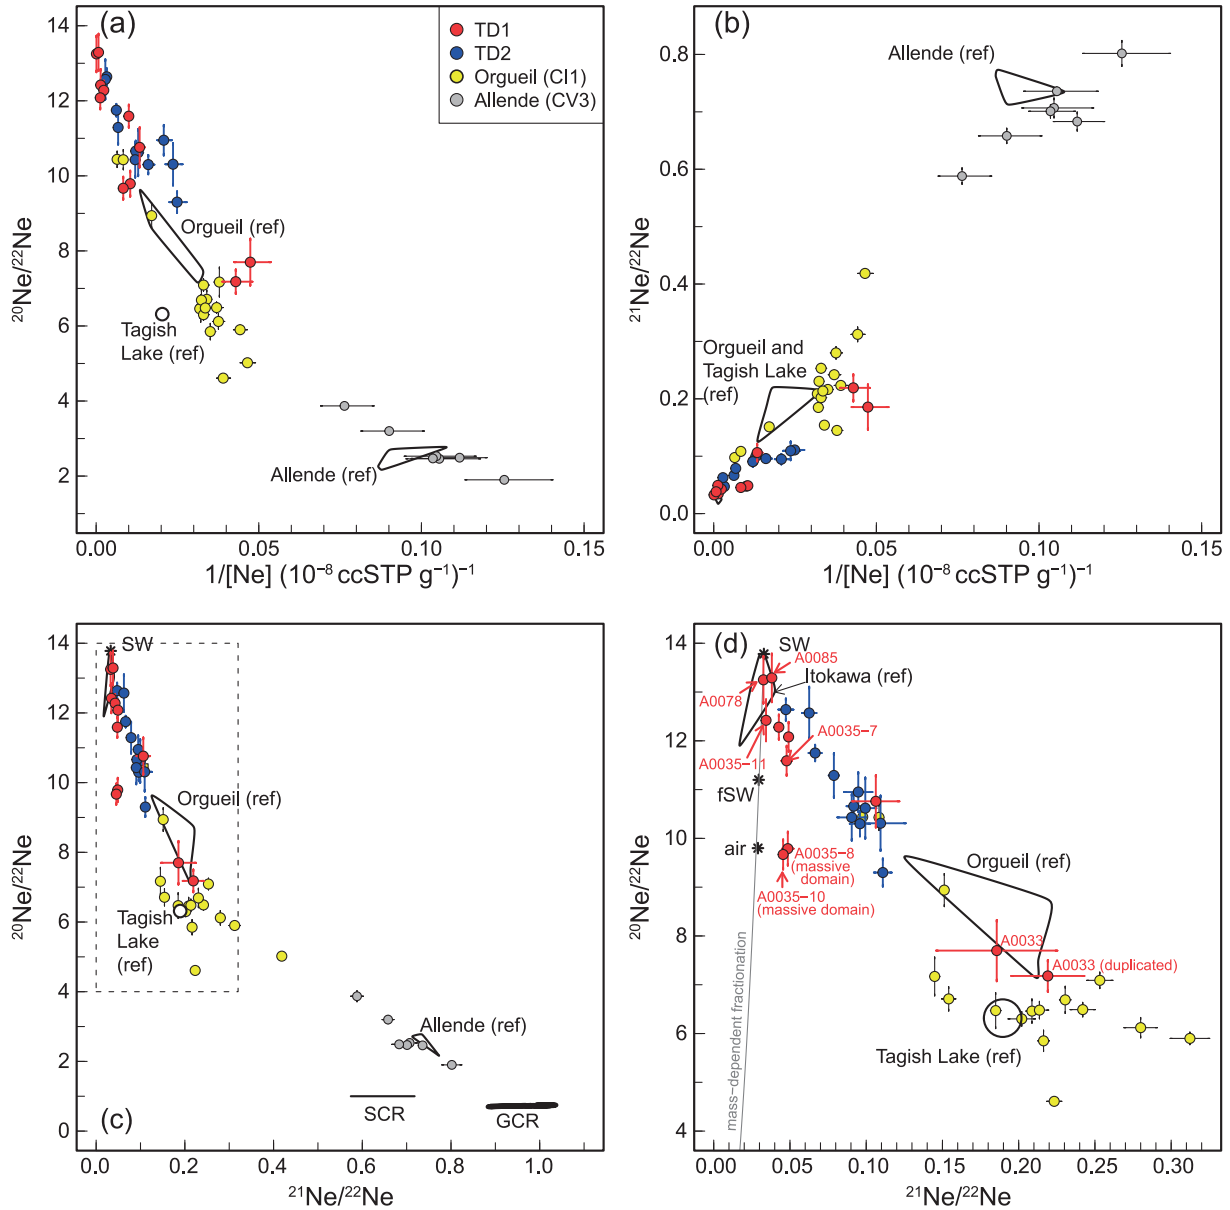 (a)
TD1
TD2
Orgueil (CI1)
Allende (CV3)
14
12
10
8
6
4
2
²⁰Ne/²²Ne
Orgueil (ref)
Tagish
Lake (ref)
Allende (ref)
0.00
0.05
0.10
0.15
1/[Ne] (10⁻⁸ ccSTP g⁻¹)⁻¹
(b)
0.8
0.6
0.4
0.2
0.0
²¹Ne/²²Ne
Allende (ref)
Orgueil and
Tagish Lake
(ref)
0.00
0.05
0.10
0.15
1/[Ne] (10⁻⁸ ccSTP g⁻¹)⁻¹
(c)
14
12
10
8
6
4
2
0
²⁰Ne/²²Ne
SW
Orgueil (ref)
Tagish
Lake
(ref)
Allende (ref)
SCR
GCR
0.0
0.2
0.4
0.6
0.8
1.0
²¹Ne/²²Ne
(d)
14
12
10
8
6
4
²⁰Ne/²²Ne
SW
A0085
Itokawa (ref)
A0078
A0035−7
A0035−11
fSW
air
A0035−8
(massive
domain)
A0035−10
(massive domain)
Orgueil (ref)
A0033
A0033 (duplicated)
Tagish Lake (ref)
mass−dependent fractionation
0.00
0.05
0.10
0.15
0.20
0.25
0.30
²¹Ne/²²Ne